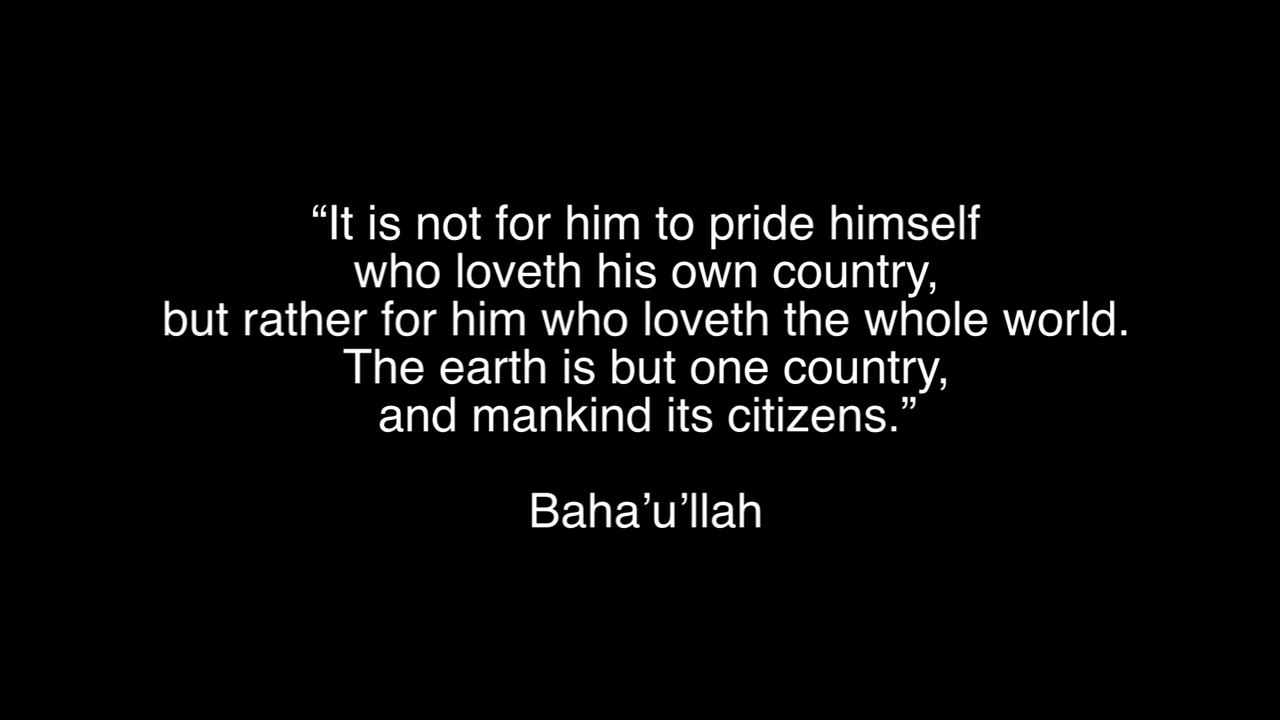 “It is not for him to pride himself
who loveth his own country,
but rather for him who loveth the whole world.
The earth is but one country,
and mankind its citizens.”
Baha’u’llah